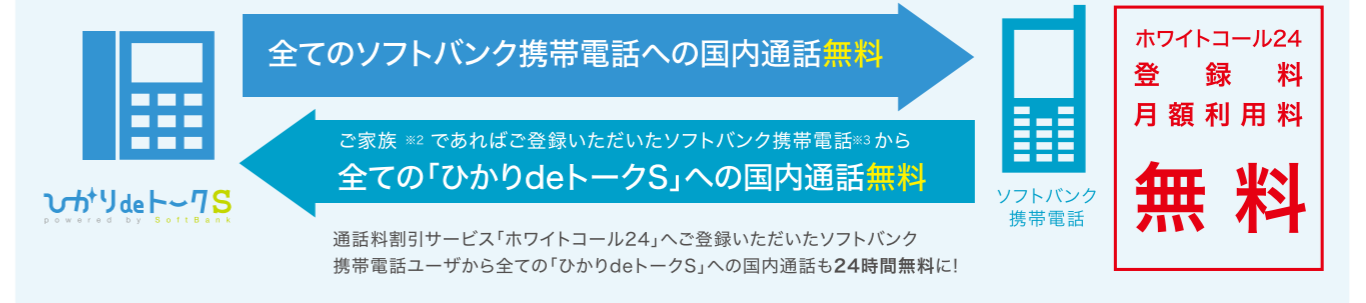 全てのソフトバンク携帯電話への国内通話無料
ご家族 ※2 であればご登録いただいたソフトバンク携帯電話※3から
全ての「ひかりdeトークS」への国内通話無料
ひかりdeトークS
powered by SoftBank
通話料割引サービス「ホワイトコール24」へご登録いただいたソフトバンク
携帯電話ユーザから全ての「ひかりdeトークS」への国内通話も24時間無料に!
ソフトバンク
携帯電話
ホワイトコール24
登録料
月額利用料
無料